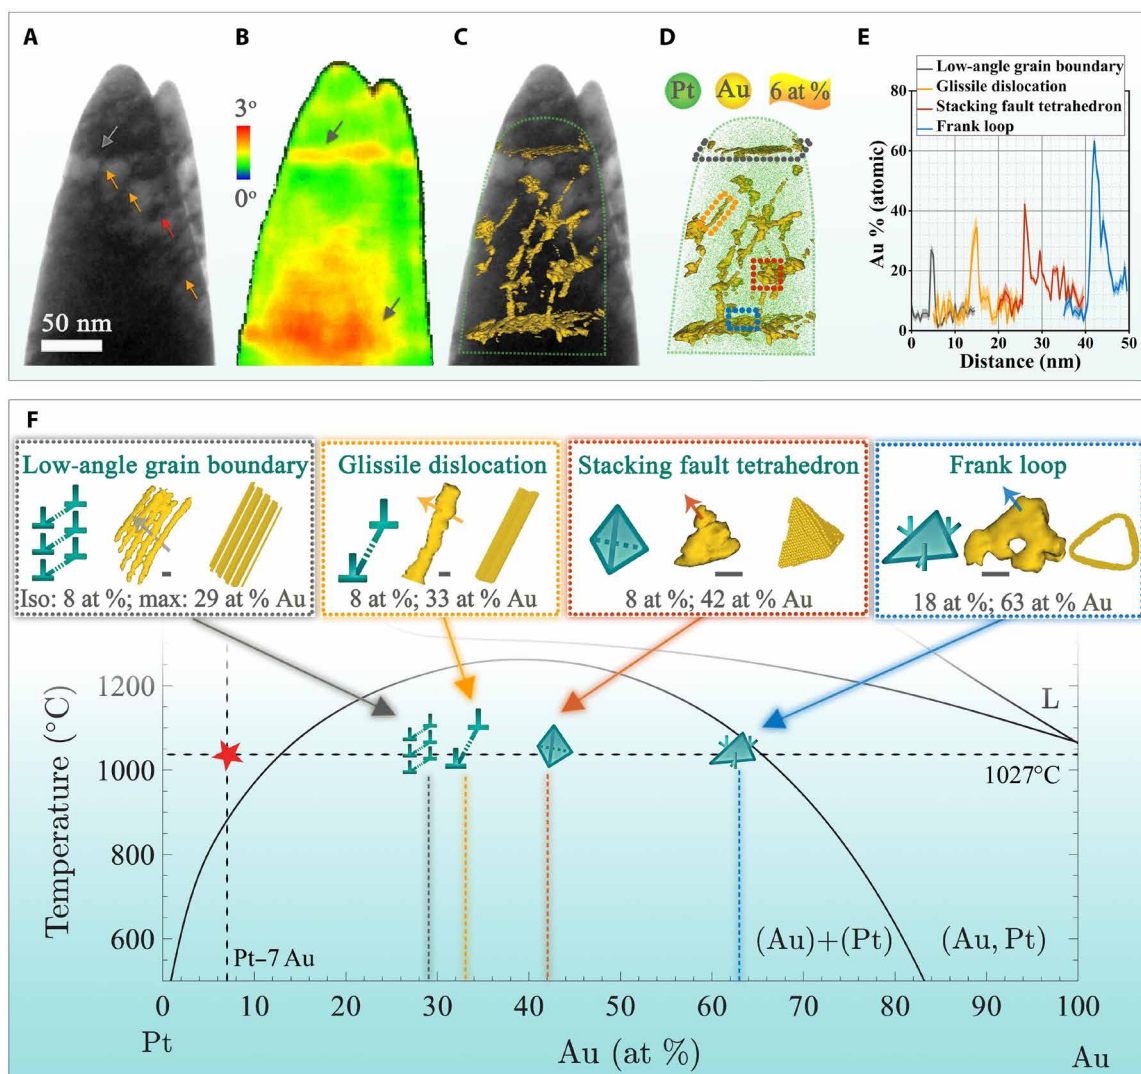 A
B
C
D
E
3°
0°
50 nm
Pt
Au
6 at %
Low-angle grain boundary
Glissile dislocation
Stacking fault tetrahedron
Frank loop
Au % (atomic)
80
60
40
20
0
0 10 20 30 40 50
Distance (nm)
F
Low-angle grain boundary
Iso: 8 at %; max: 29 at % Au
Glissile dislocation
8 at %; 33 at % Au
Stacking fault tetrahedron
8 at %; 42 at % Au
Frank loop
18 at %; 63 at % Au
Temperature (°C)
1200
1000
800
600
L
1027°C
Pt–7 Au
(Au)+(Pt)
(Au, Pt)
0 10 20 30 40 50 60 70 80 90 100
Pt
Au (at %)
Au